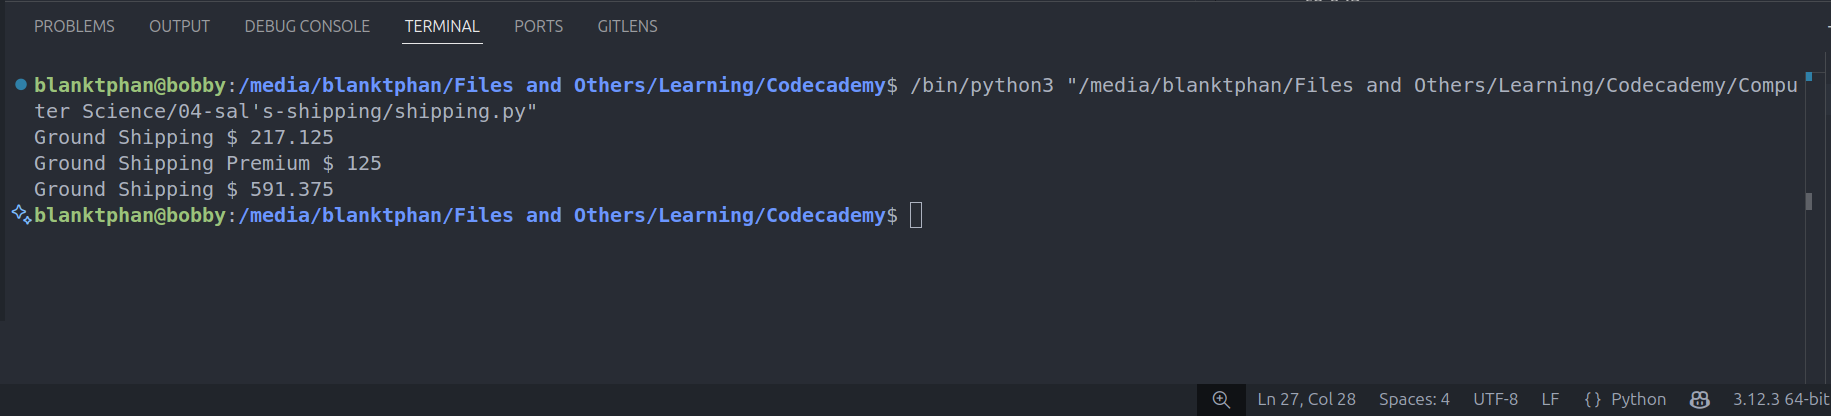 PROBLEMS OUTPUT DEBUG CONSOLE TERMINAL PORTS GITLENS
blanktphan@bobby:/media/blanktphan/Files and Others/Learning/Codecademy$ /bin/python3 "/media/blanktphan/Files and Others/Learning/Codecademy/Compu
ter Science/04-sal's-shipping/shipping.py"
Ground Shipping $ 217.125
Ground Shipping Premium $ 125
Ground Shipping $ 591.375
blanktphan@bobby:/media/blanktphan/Files and Others/Learning/Codecademy$
Ln 27, Col 28 Spaces: 4 UTF-8 LF {} Python 3.12.3 64-bit